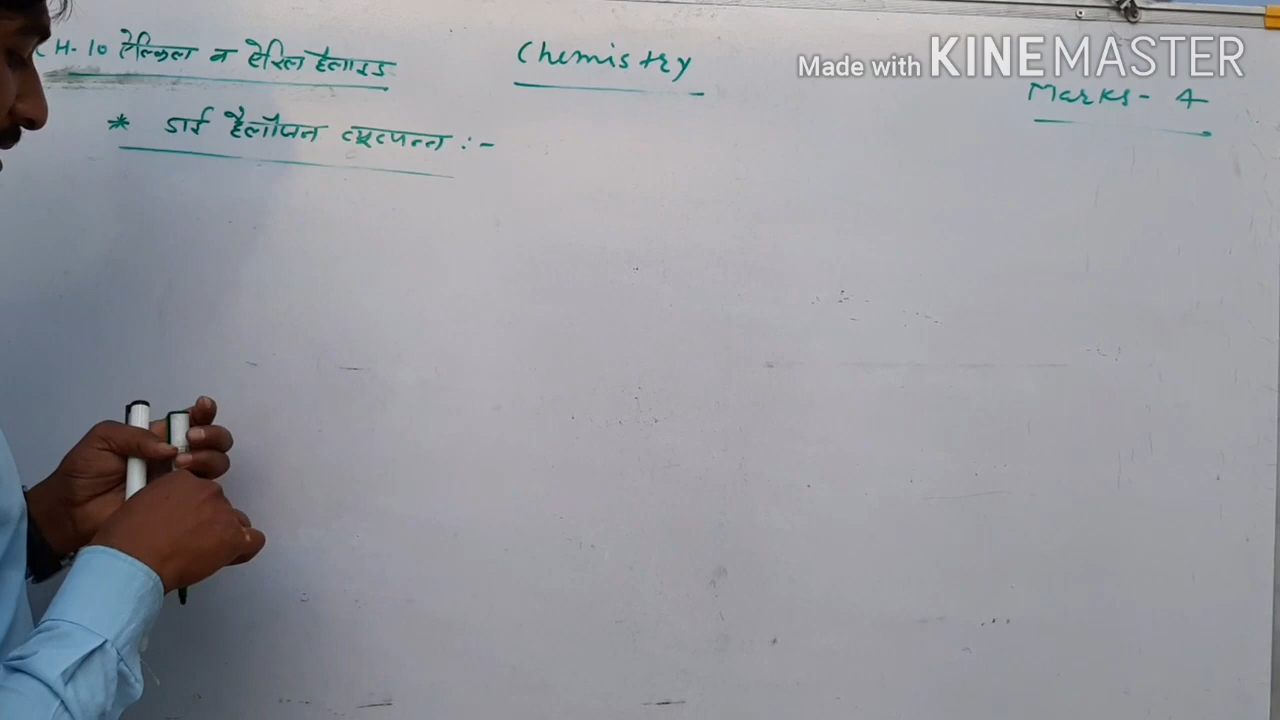 CH-10 ऐल्किल व ऐरिल हैलाइड
Chemistry
Made with KINEMASTER
Marks - 4
* डाई हैलोजन व्यूत्पन्न :-